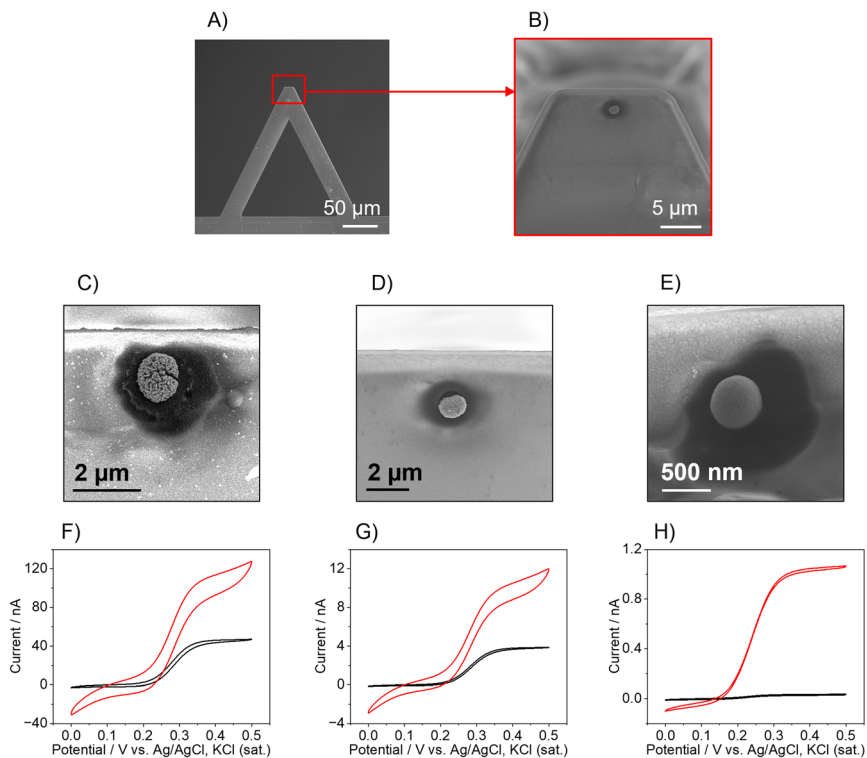 A)
B)
50 µm
5 µm
C)
D)
E)
2 µm
2 µm
500 nm
F)
G)
H)
120
80
40
0
-40
Current / nA
0.0 0.1 0.2 0.3 0.4 0.5
Potential / V vs. Ag/AgCl, KCl (sat.)
12
8
4
0
-4
Current / nA
0.0 0.1 0.2 0.3 0.4 0.5
Potential / V vs. Ag/AgCl, KCl (sat.)
1.2
0.8
0.4
0.0
Current / nA
0.0 0.1 0.2 0.3 0.4 0.5
Potential / V vs. Ag/AgCl, KCl (sat.)